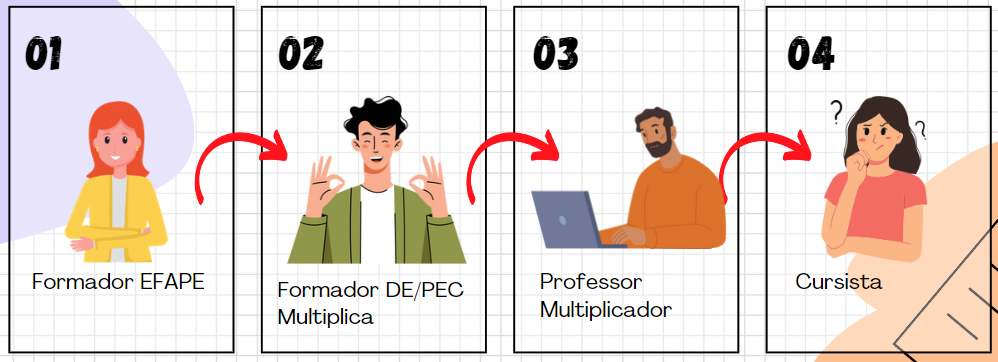 01
02
03
04
? ?
Formador EFAPE
Formador DE/PEC
Multiplica
Professor
Multiplicador
Cursista